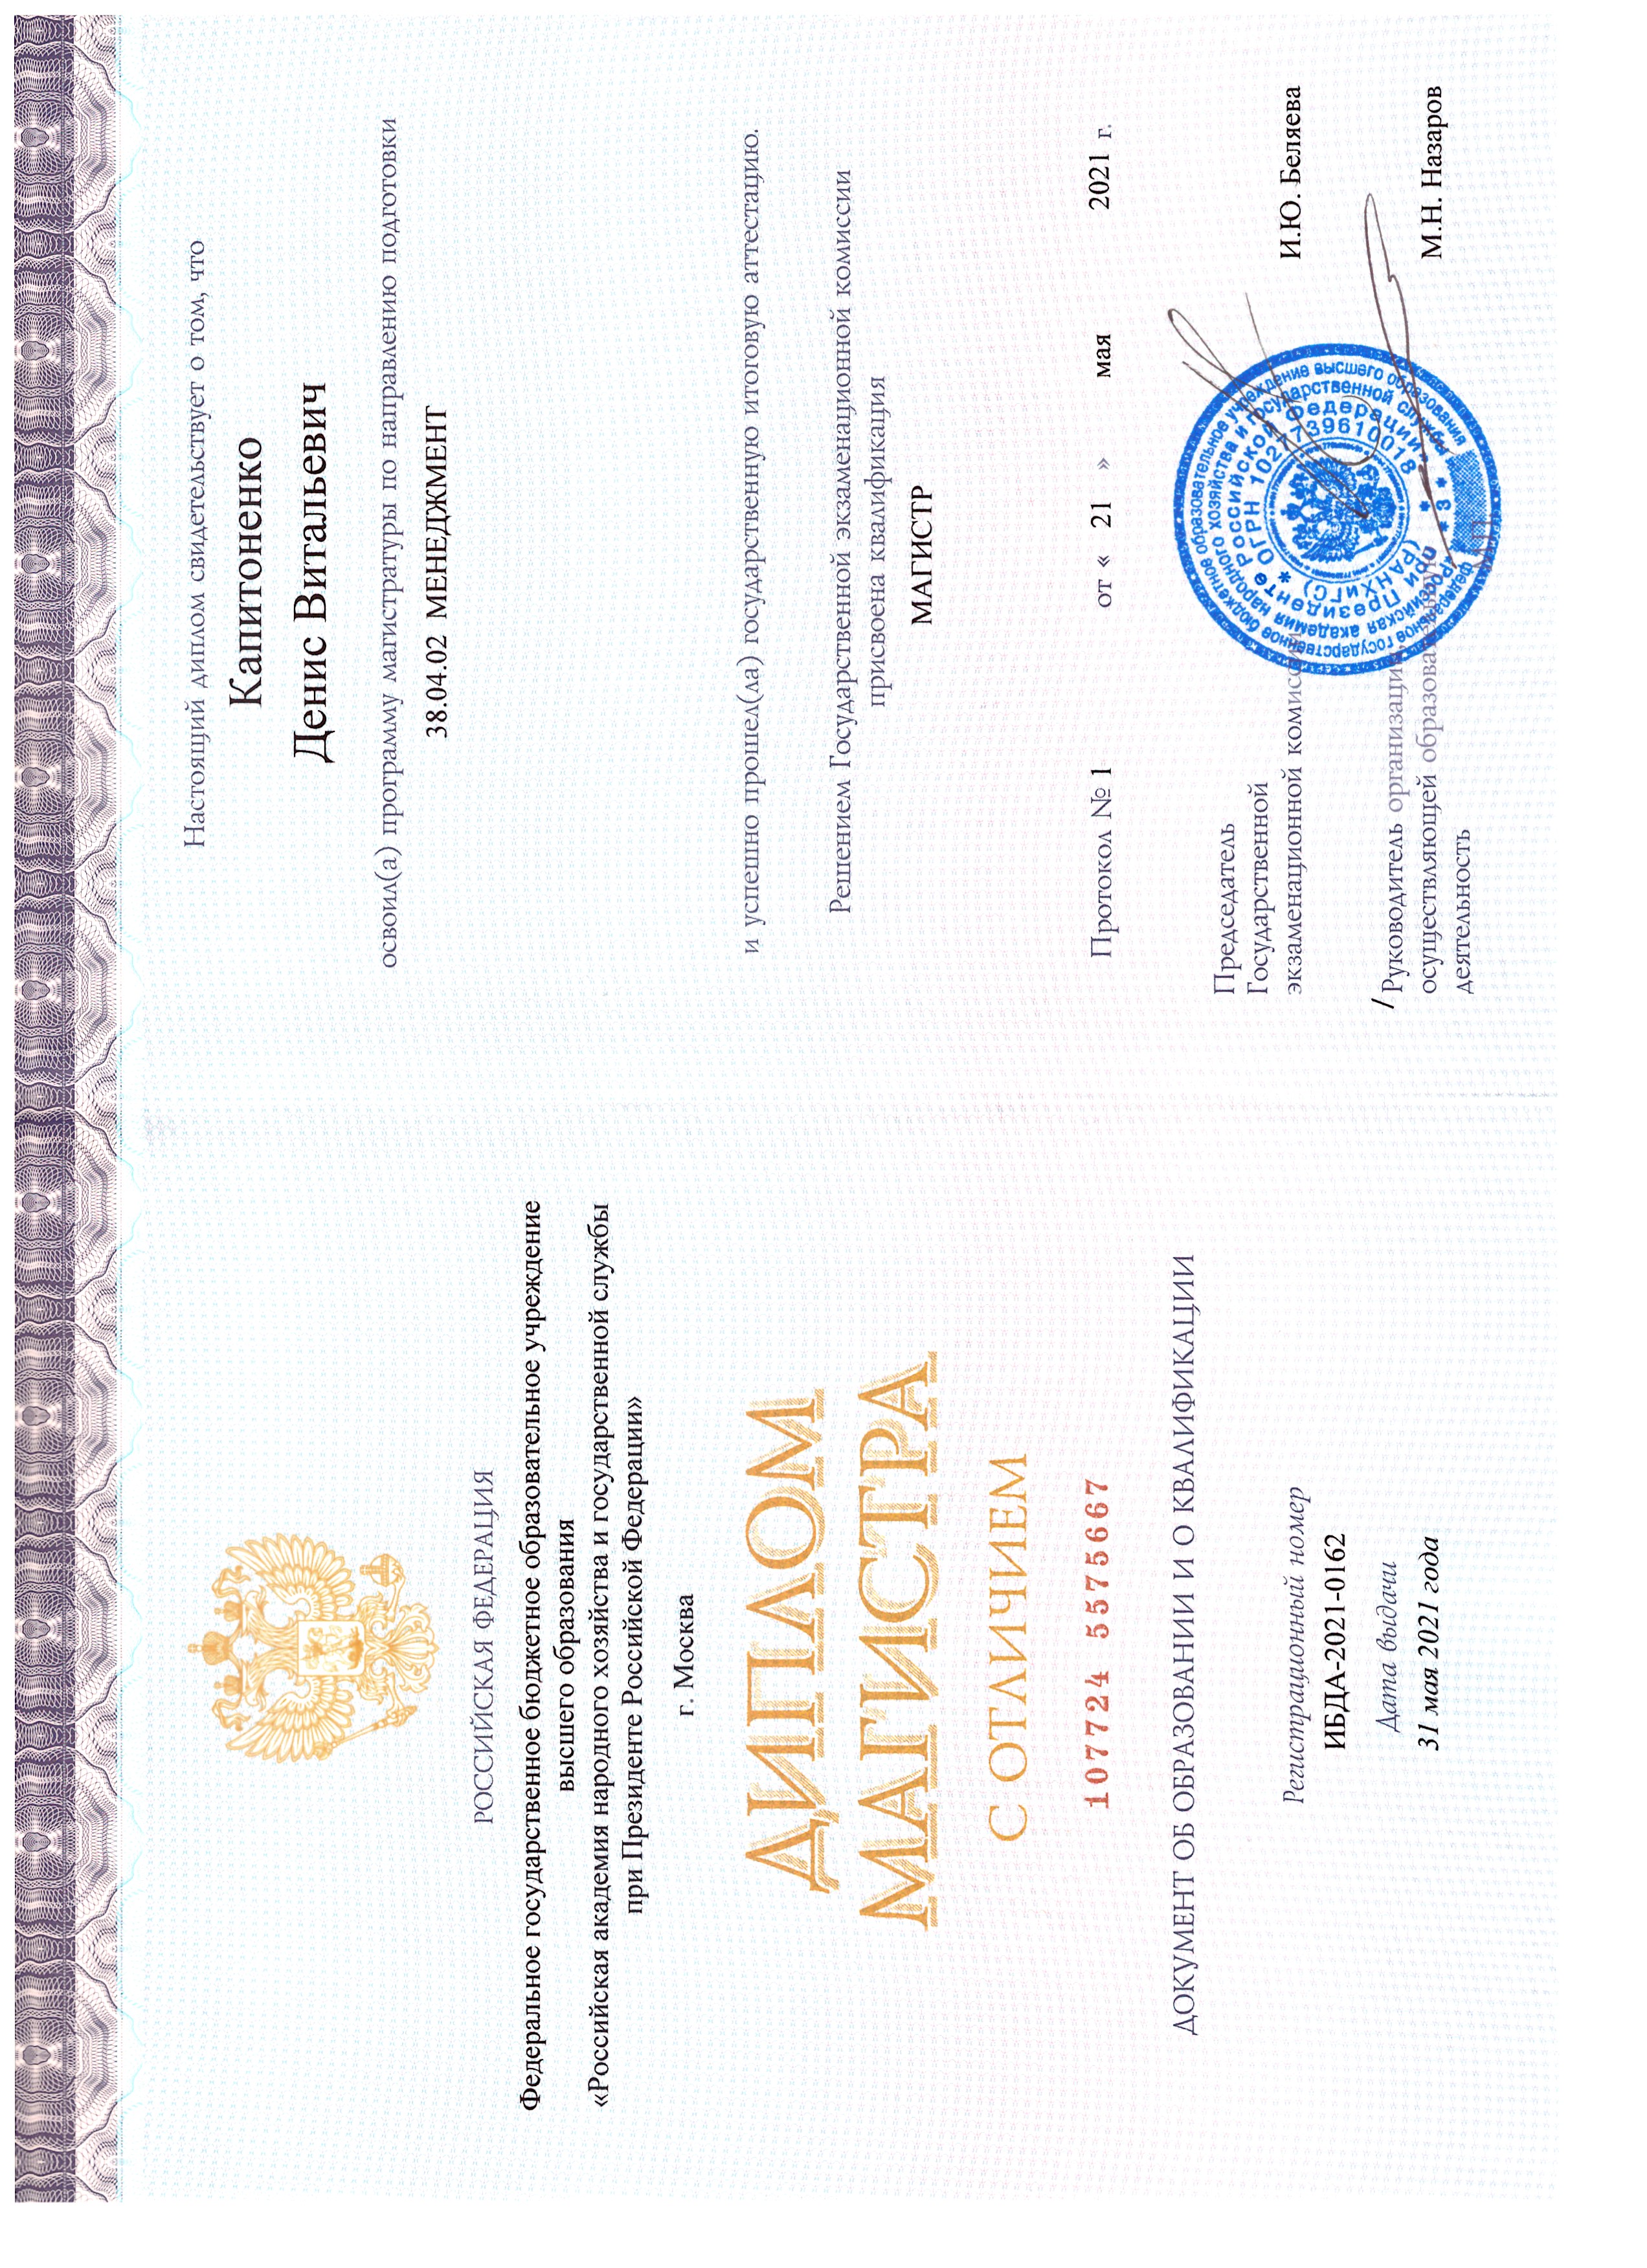 РОССИЙСКАЯ ФЕДЕРАЦИЯ
Федеральное государственное бюджетное образовательное учреждение
высшего образования
«Российская академия народного хозяйства и государственной службы
при Президенте Российской Федерации»
г. Москва
ДИПЛОМ
МАГИСТРА
С ОТЛИЧИЕМ
107724 5575667
ДОКУМЕНТ ОБ ОБРАЗОВАНИИ И О КВАЛИФИКАЦИИ
Регистрационный номер
ИБДА-2021-0162
Дата выдачи
31 мая 2021 года
Настоящий диплом свидетельствует о том, что
Капитоненко
Денис Витальевич
освоил(а) программу магистратуры по направлению подготовки
38.04.02 МЕНЕДЖМЕНТ
и успешно прошел(ла) государственную итоговую аттестацию.
Решением Государственной экзаменационной комиссии
присвоена квалификация
МАГИСТР
Протокол № 1 от « 21 » мая 2021 г.
Председатель
Государственной
экзаменационной комиссии
И.Ю. Беляева
/ Руководитель организации,
осуществляющей образовательную
деятельность
М.Н. Назаров
М.П.
федеральное государственное бюджетное образовательное учреждение высшего образования
«Российская академия народного хозяйства и государственной службы
при Президенте Российской Федерации»
(РАНХиГС) * ОГРН 1027739610018
* 3 *